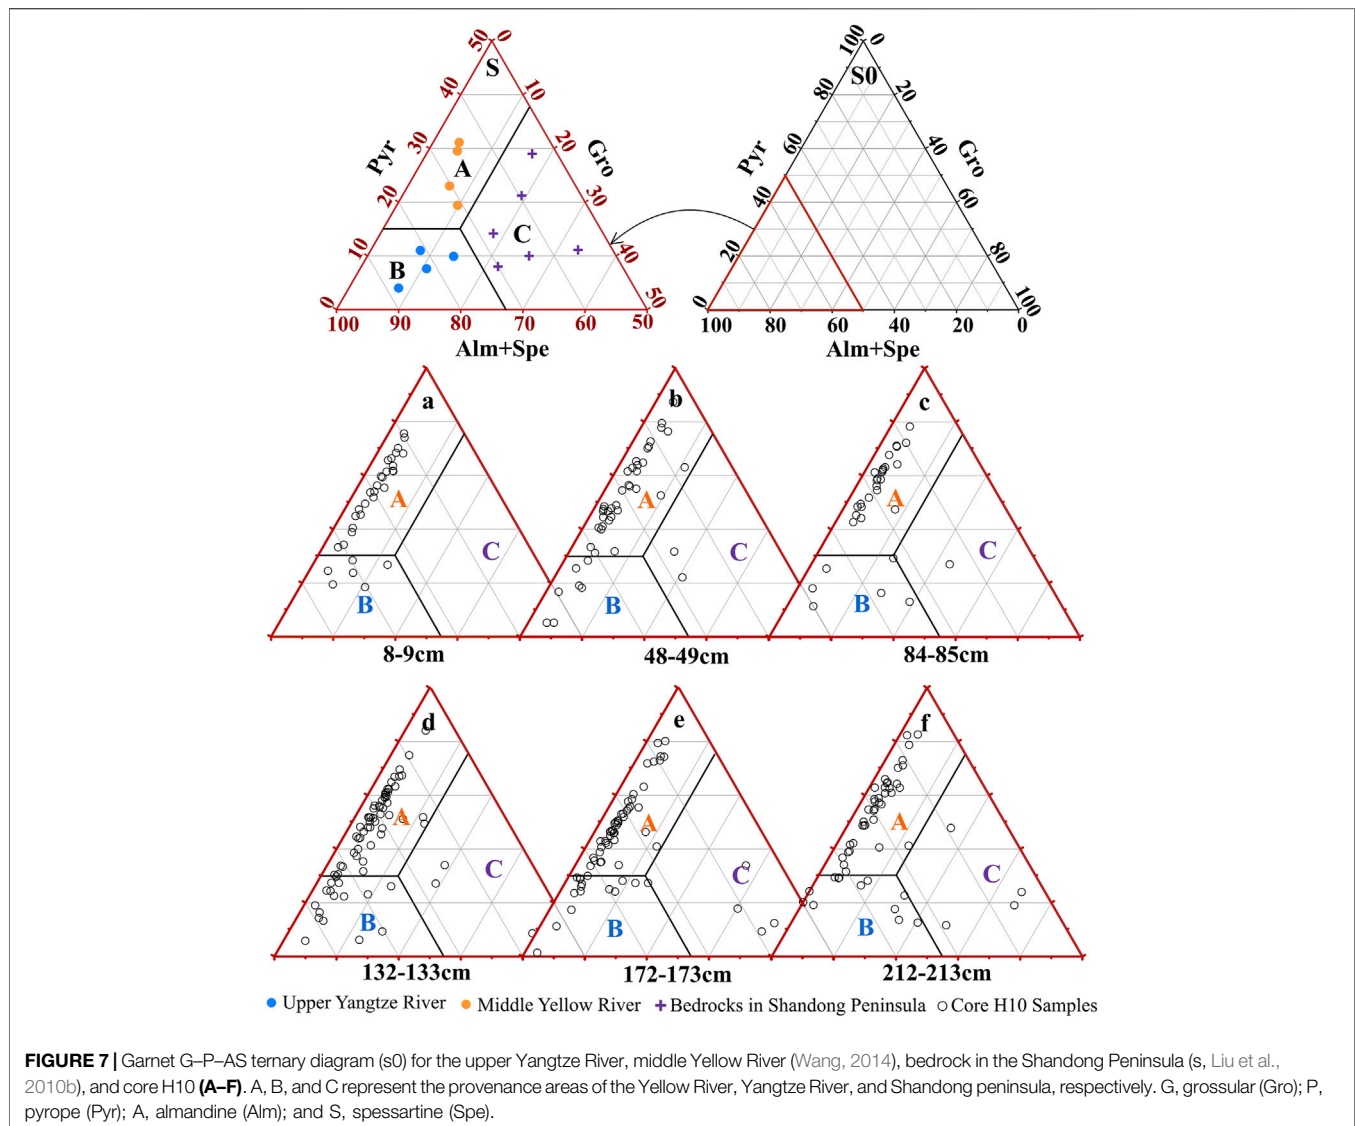 S
50 0
40 10
30 20
20 30
10 40
0 50
Pyr
Gro
A
B
C
100 90 80 70 60 50
Alm+Spe
S0
100 0
80 20
60 40
40 60
20 80
0 100
Pyr
Gro
100 80 60 40 20 0
Alm+Spe
a
A
B
C
8-9cm
b
A
B
C
48-49cm
c
A
B
C
84-85cm
d
A
B
C
132-133cm
e
A
B
C
172-173cm
f
A
B
C
212-213cm
Upper Yangtze River Middle Yellow River Bedrocks in Shandong Peninsula Core H10 Samples
FIGURE 7 | Garnet G–P–AS ternary diagram (s0) for the upper Yangtze River, middle Yellow River (Wang, 2014), bedrock in the Shandong Peninsula (s, Liu et al.,
2010b), and core H10 (A–F). A, B, and C represent the provenance areas of the Yellow River, Yangtze River, and Shandong peninsula, respectively. G, grossular (Gro); P,
pyrope (Pyr); A, almandine (Alm); and S, spessartine (Spe).